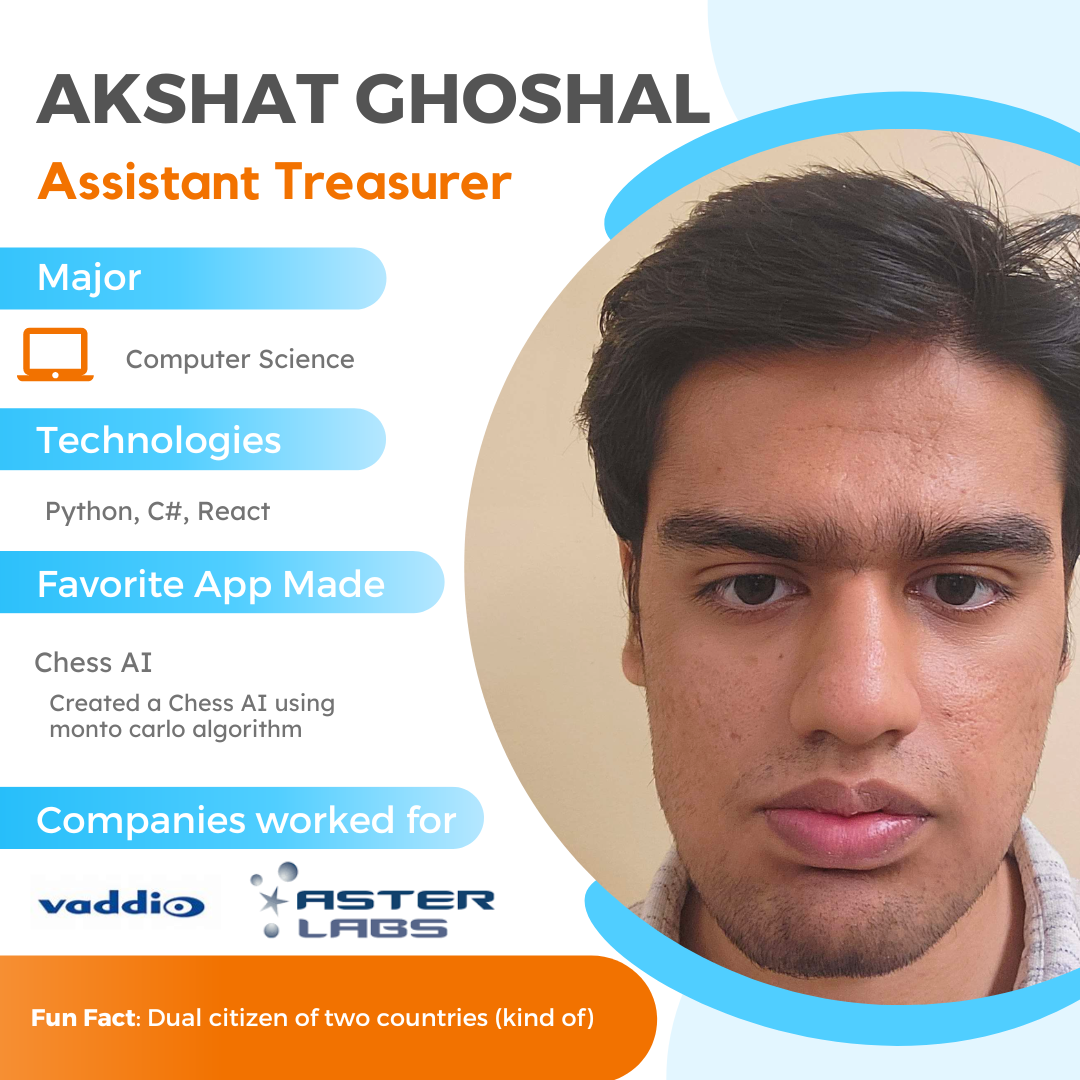 AKSHAT GHOSHAL
Assistant Treasurer
Major
Computer Science
Technologies
Python, C#, React
Favorite App Made
Chess AI
Created a Chess AI using
monto carlo algorithm
Companies worked for
vaddio
ASTER
LABS
Fun Fact: Dual citizen of two countries (kind of)